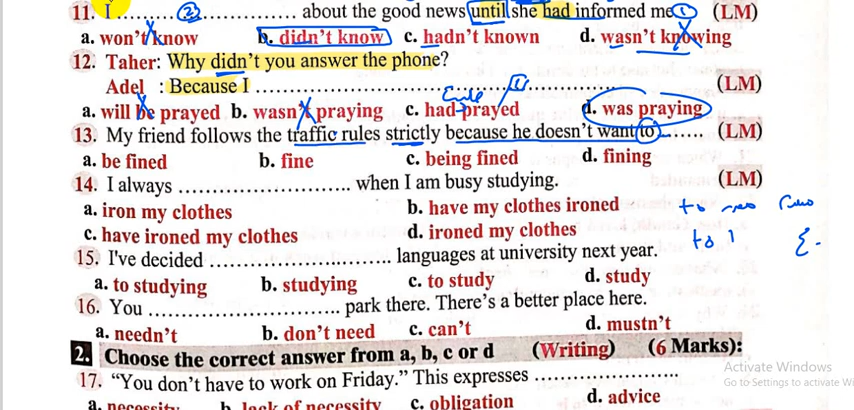 11. I ............ about the good news until she had informed me. (LM)
a. won't know b. didn't know c. hadn't known d. wasn't knowing
12. Taher: Why didn't you answer the phone?
Adel : Because I ............ (LM)
a. will be prayed b. wasn't praying c. had prayed d. was praying
13. My friend follows the traffic rules strictly because he doesn't want to ...... (LM)
a. be fined b. fine c. being fined d. fining
14. I always ............ when I am busy studying. (LM)
a. iron my clothes b. have my clothes ironed
c. have ironed my clothes d. ironed my clothes
to
to
15. I've decided ............ languages at university next year.
a. to studying b. studying c. to study d. study
16. You ............ park there. There's a better place here.
a. needn't b. don't need c. can't d. mustn't
2. Choose the correct answer from a, b, c or d (Writing) (6 Marks):
17. "You don't have to work on Friday." This expresses ............
a. necessity b. lack of necessity c. obligation d. advice
Activate Windows
Go to Settings to activate Wi